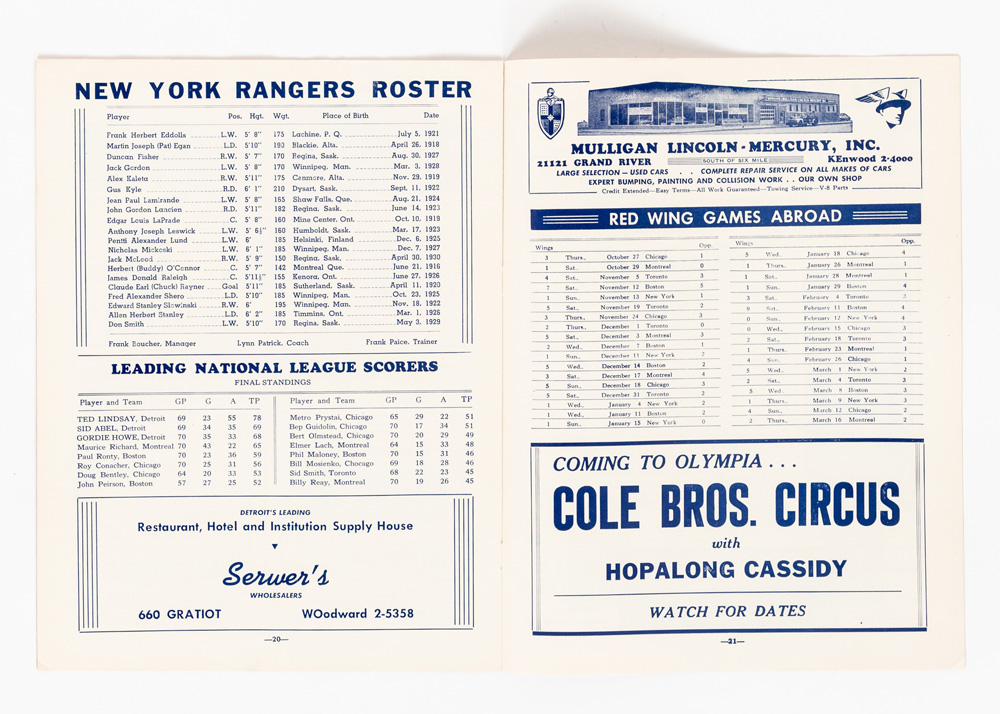 NEW YORK RANGERS ROSTER
Player Pos. Hgt. Wgt. Place of Birth Date
Frank Herbert Eddolls L.W. 5' 8" 175 Lachine, P. Q. July 5, 1921
Martin Joseph (Pat) Egan L.D. 5'10" 190 Blackie, Alta. April 26, 1918
Duncan Fisher R.W. 5' 7" 170 Regina, Sask. Aug. 30, 1927
Jack Gordon L.W. 5' 8" 170 Winnipeg, Man. Mar. 3, 1928
Alex Kaleta R.W. 5'11" 175 Canmore, Alta. Nov. 29, 1919
Gus Kyle R.D. 6' 1" 210 Dysart, Sask. Sept. 11, 1922
Jean Paul Lamirande L.W. 5' 8" 165 Shaw Falls, Que. Aug. 21, 1924
John Gordon Lancien R.D. 5'11" 182 Regina, Sask. June 14, 1923
Edgar Louis LaPrade C. 5' 8" 160 Mine Center, Ont. Oct. 10, 1919
Anthony Joseph Leswick L.W. 5' 6½" 160 Humboldt, Sask. Mar. 17, 1923
Pentti Alexander Lund L.W. 6' 185 Helsinki, Finland Dec. 6, 1925
Nicholas Mickoski L.W. 6' 1" 185 Winnipeg, Man. Dec. 7, 1927
Jack McLeod R.W. 5' 9" 150 Regina, Sask. April 30, 1930
Herbert (Buddy) O'Connor C. 5' 7" 142 Montreal Que. June 21, 1916
James Donald Raleigh C. 5'11½" 155 Kenora, Ont. June 27, 1926
Claude Earl (Chuck) Rayner Goal 5'11" 185 Sutherland, Sask. April 11, 1920
Fred Alexander Shero L.D. 5'10" 185 Winnipeg, Man. Oct. 23, 1925
Edward Stanley Slowinski R.W. 6' 195 Winnipeg, Man. Nov. 18, 1922
Allen Herbert Stanley L.D. 6' 2" 185 Timmins, Ont. Mar. 1, 1926
Don Smith L.W. 5'10" 170 Regina, Sask. May 3, 1929
Frank Boucher, Manager Lynn Patrick, Coach Frank Paice, Trainer
LEADING NATIONAL LEAGUE SCORERS
FINAL STANDINGS
Player and Team GP G A TP
TED LINDSAY, Detroit 69 23 55 78
SID ABEL, Detroit 69 34 35 69
GORDIE HOWE, Detroit 70 35 33 68
Maurice Richard, Montreal 70 43 22 65
Paul Ronty, Boston 70 23 36 59
Roy Conacher, Chicago 70 25 31 56
Doug Bentley, Chicago 64 20 33 53
John Peirson, Boston 57 27 25 52
Player and Team GP G A TP
Metro Prystai, Chicago 65 29 22 51
Bep Guidolin, Chicago 70 17 34 51
Bert Olmstead, Chicago 70 20 29 49
Elmer Lach, Montreal 64 15 33 48
Phil Maloney, Boston 70 15 31 46
Bill Mosienko, Chocago 69 18 28 46
Sid Smith, Toronto 68 22 23 45
Billy Reay, Montreal 70 19 26 45
DETROIT'S LEADING
Restaurant, Hotel and Institution Supply House
Serwer's
WHOLESALERS
660 GRATIOT WOodward 2-5358
—20—
MULLIGAN LINCOLN-MERCURY, INC.
21121 GRAND RIVER SOUTH OF SIX MILE KEnwood 2-4000
LARGE SELECTION — USED CARS . . COMPLETE REPAIR SERVICE ON ALL MAKES OF CARS
EXPERT BUMPING, PAINTING AND COLLISION WORK . . OUR OWN SHOP
Credit Extended—Easy Terms—All Work Guaranteed—Towing Service—V-8 Parts
RED WING GAMES ABROAD
Wings Opp.
3 Thurs., October 27 Chicago 1
1 Sat., October 29 Montreal 0
4 Sat., November 5 Toronto 3
7 Sat., November 12 Boston 5
1 Sun., November 13 New York 1
5 Sat., November 19 Toronto 2
3 Thurs., November 24 Chicago 3
2 Thurs., December 1 Toronto 0
5 Sat., December 3 Montreal 3
2 Wed., December 7 Boston 1
1 Sun., December 11 New York 2
5 Wed., December 14 Boston 2
3 Sat., December 17 Montreal 4
5 Sun., December 18 Chicago 3
5 Sat., December 31 Toronto 2
1 Wed., January 4 New York 2
1 Wed., January 11 Boston 2
1 Sun., January 15 New York 0
Wings Opp.
5 Wed., January 18 Chicago 4
1 Thurs., January 26 Montreal 1
1 Sat., January 28 Montreal 1
1 Sun., January 29 Boston 4
3 Sat., February 4 Toronto
9 Sat., February 11 Boston 4
0 Sun., February 12 New York 4
0 Wed., February 15 Chicago 3
2 Sat., February 18 Toronto 3
1 Thurs., February 23 Montreal 1
4 Sun., February 26 Chicago 1
5 Wed., March 1 New York 2
2 Sat., March 4 Toronto 3
5 Wed., March 8 Boston 3
1 Thurs., March 9 New York 3
4 Sun., March 12 Chicago 2
2 Thurs., March 16 Montreal 2
COMING TO OLYMPIA . . .
COLE BROS. CIRCUS
with
HOPALONG CASSIDY
WATCH FOR DATES
—21—